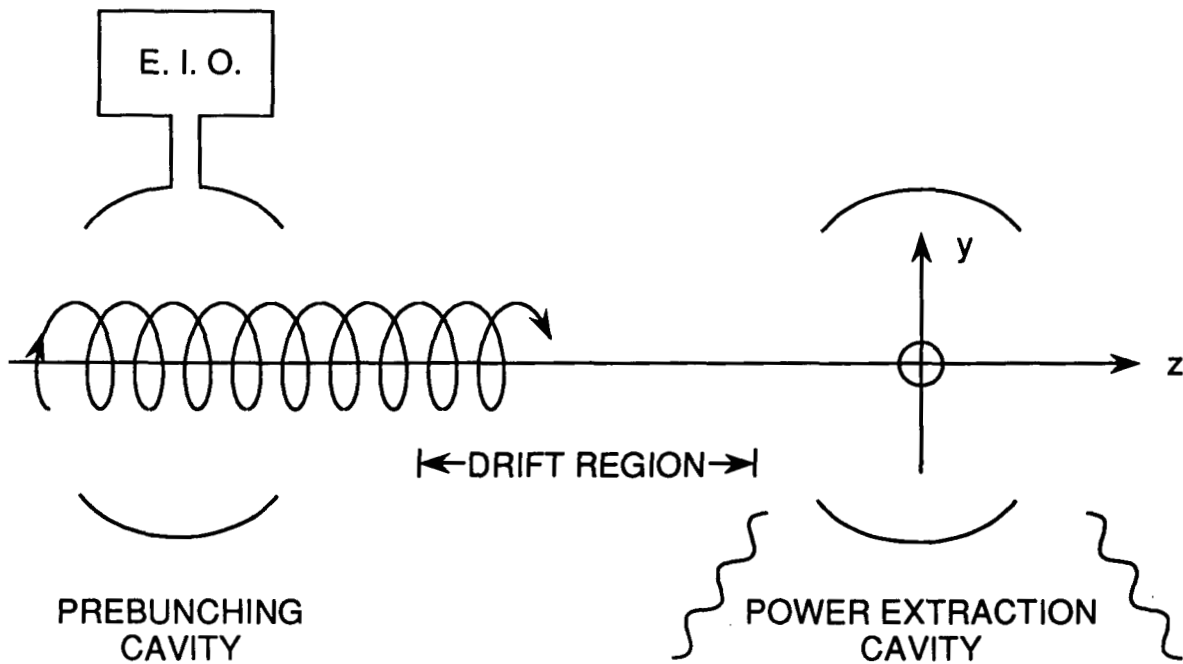 E. I. O.
y
z
DRIFT REGION
PREBUNCHING
CAVITY
POWER EXTRACTION
CAVITY